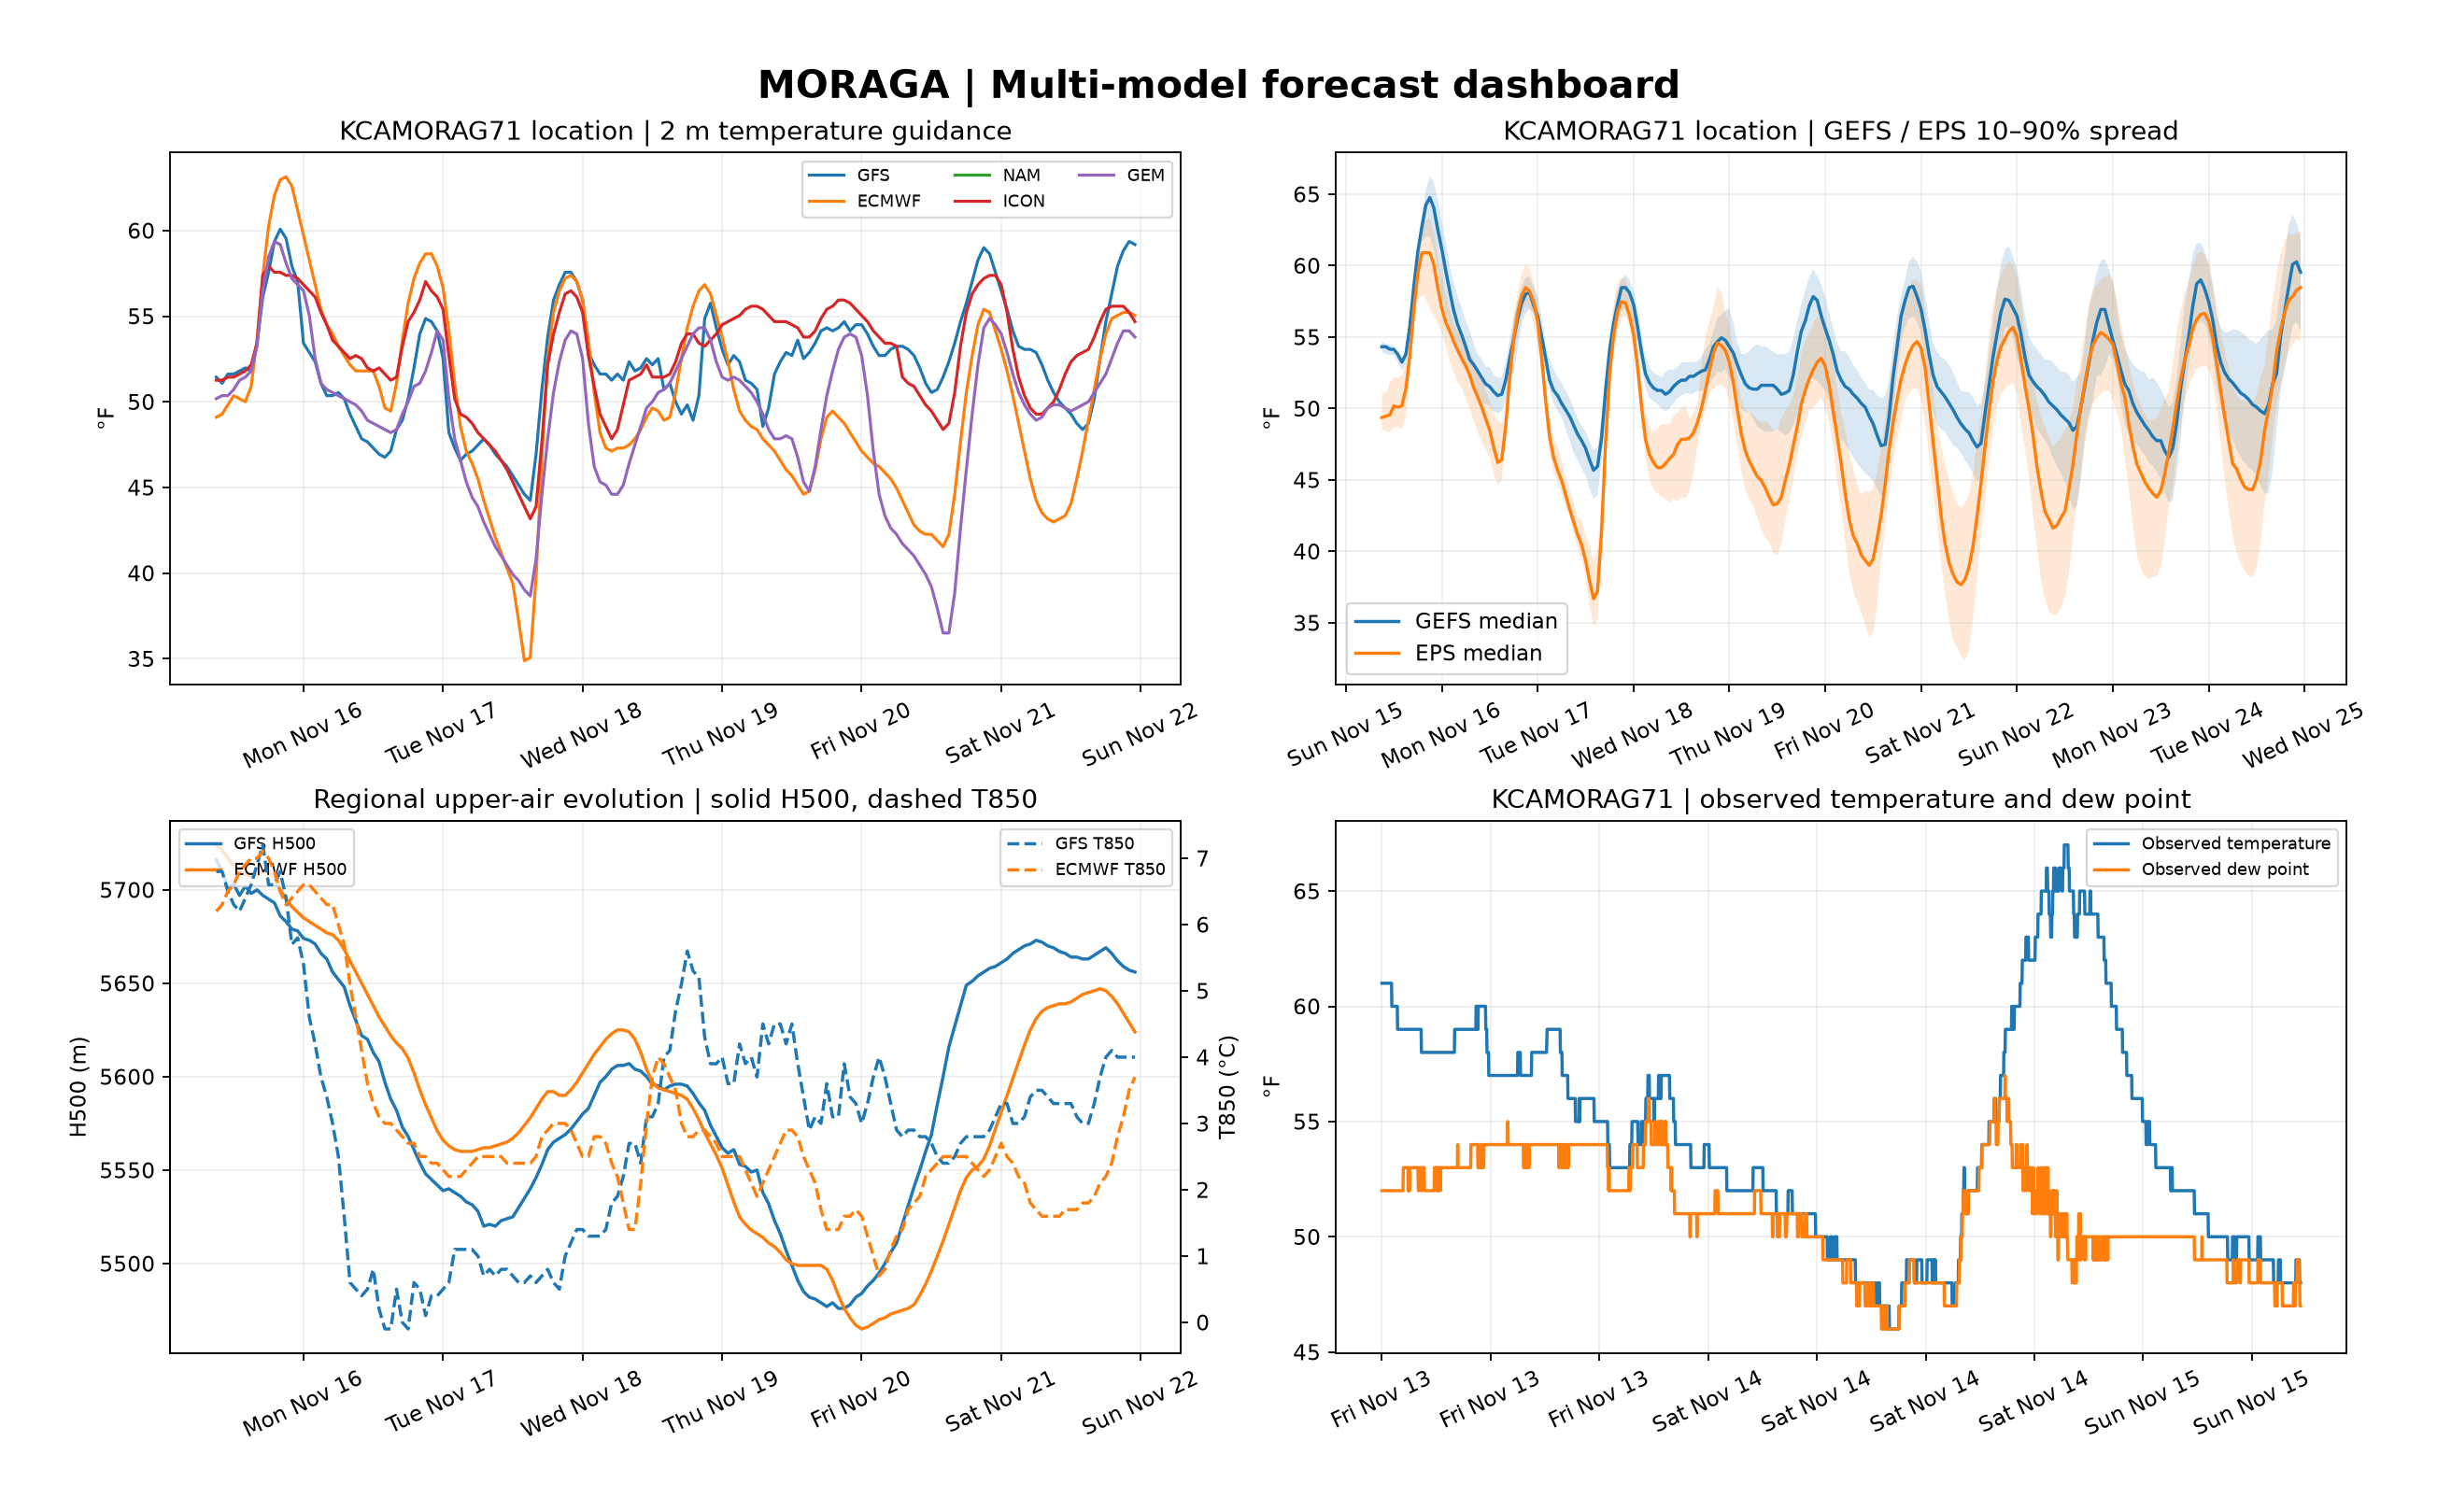 MORAGA | Multi-model forecast dashboard
KCAMORAG71 location | 2 m temperature guidance
GFS
ECMWF
NAM
ICON
GEM
°F
60
55
50
45
40
35
Mon Nov 16
Tue Nov 17
Wed Nov 18
Thu Nov 19
Fri Nov 20
Sat Nov 21
Sun Nov 22
KCAMORAG71 location | GEFS / EPS 10–90% spread
°F
65
60
55
50
45
40
35
GEFS median
EPS median
Sun Nov 15
Mon Nov 16
Tue Nov 17
Wed Nov 18
Thu Nov 19
Fri Nov 20
Sat Nov 21
Sun Nov 22
Mon Nov 23
Tue Nov 24
Wed Nov 25
Regional upper-air evolution | solid H500, dashed T850
GFS H500
ECMWF H500
GFS T850
ECMWF T850
H500 (m)
5700
5650
5600
5550
5500
7
6
5
4
3
2
1
0
T850 (°C)
Mon Nov 16
Tue Nov 17
Wed Nov 18
Thu Nov 19
Fri Nov 20
Sat Nov 21
Sun Nov 22
KCAMORAG71 | observed temperature and dew point
Observed temperature
Observed dew point
°F
65
60
55
50
45
Fri Nov 13
Fri Nov 13
Fri Nov 13
Sat Nov 14
Sat Nov 14
Sat Nov 14
Sat Nov 14
Sun Nov 15
Sun Nov 15